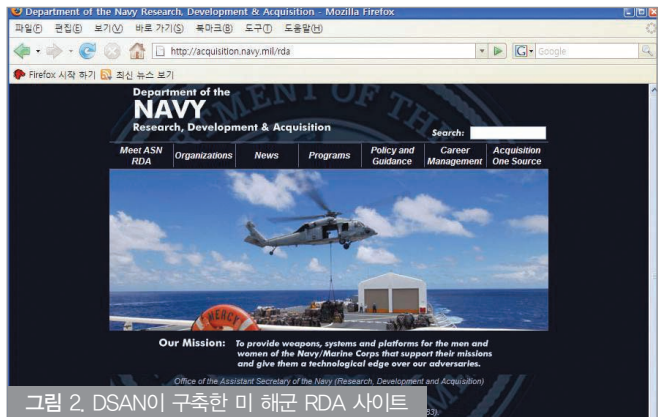 Department of the Navy Research, Development & Acquisition - Mozilla Firefox
파일(F) 편집(E) 보기(V) 바로 가기(S) 북마크(B) 도구(T) 도움말(H)
http://acquisition.navy.mil/rda
G Google
Firefox 시작 하기 최신 뉴스 보기
DEPARTMENT OF THE
Department of the
NAVY
Research, Development & Acquisition
Search:
Meet ASN RDA
Organizations
News
Programs
Policy and Guidance
Career Management
Acquisition One Source
MERCY
Our Mission: To provide weapons, systems and platforms for the men and
women of the Navy/Marine Corps that support their missions
and give them a technological edge over our adversaries.
Office of the Assistant Secretary of the Navy (Research, Development and Acquisition)
그림 2. DSAN이 구축한 미 해군 RDA 사이트